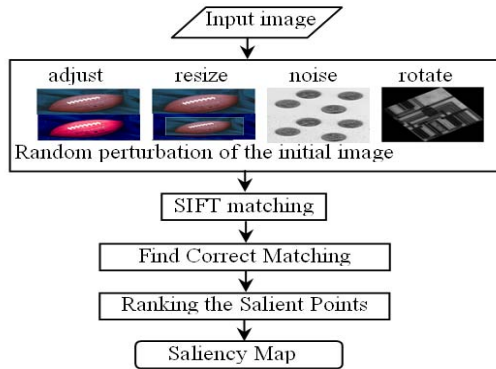 Input image
adjust resize noise rotate
Random perturbation of the initial image
SIFT matching
Find Correct Matching
Ranking the Salient Points
Saliency Map